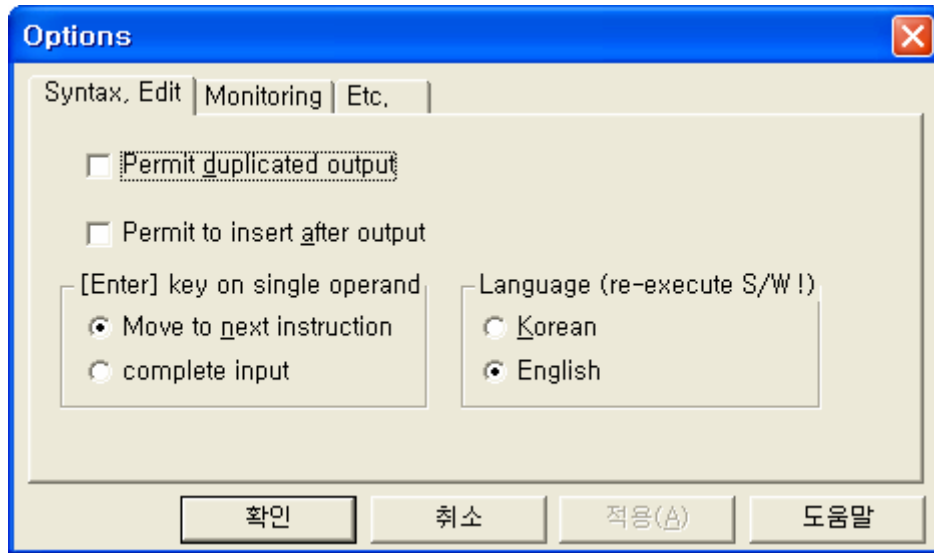 Options
Syntax, Edit Monitoring Etc,
Permit duplicated output
Permit to insert after output
[Enter] key on single operand
Move to next instruction
complete input
Language (re-execute S/W !)
Korean
English
확인 취소 적용(A) 도움말